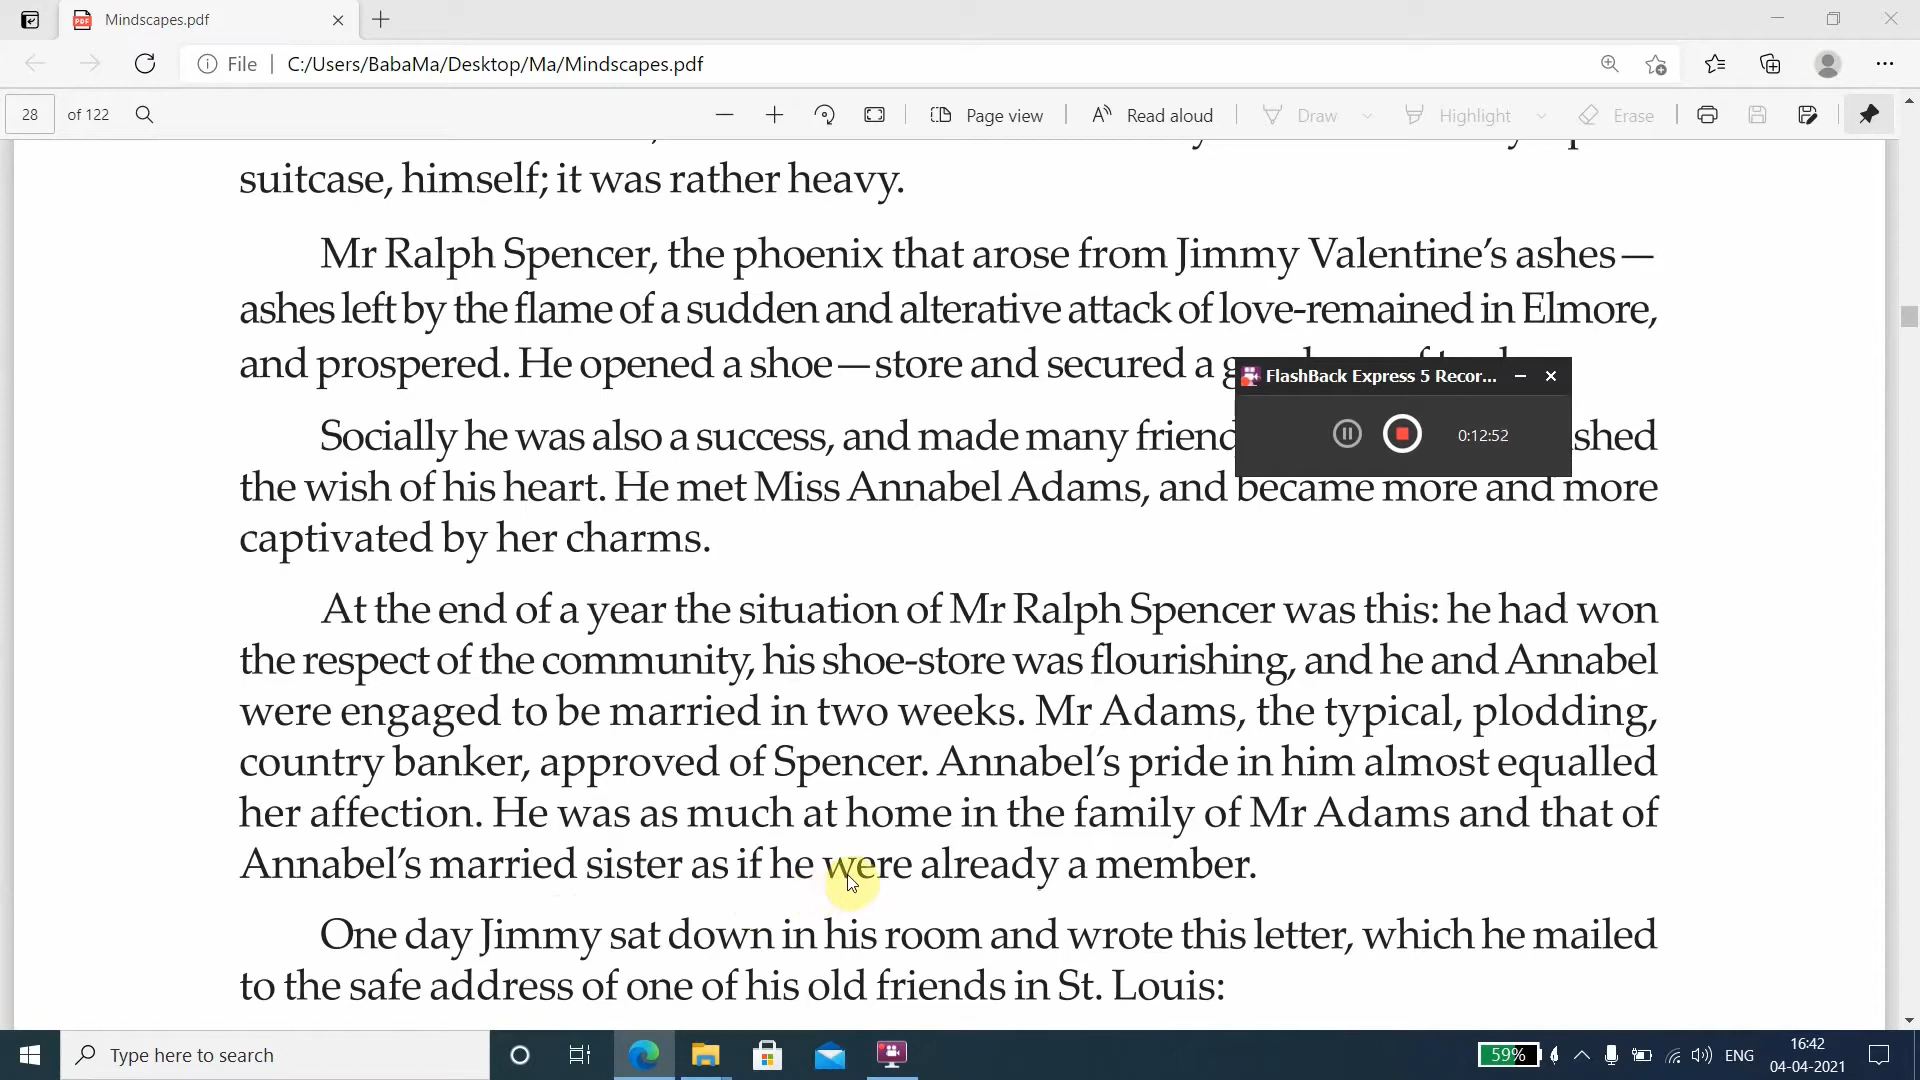 Mindscapes.pdf
File
C:/Users/BabaMa/Desktop/Ma/Mindscapes.pdf
28 of 122
Page view
Read aloud
Draw
Highlight
Erase
suitcase, himself; it was rather heavy.
Mr Ralph Spencer, the phoenix that arose from Jimmy Valentine’s ashes—
ashes left by the flame of a sudden and alterative attack of love-remained in Elmore,
and prospered. He opened a shoe—store and secured a
FlashBack Express 5 Recor...
0:12:52
Socially he was also a success, and made many
the wish of his heart. He met Miss Annabel Adams, and became more and more
captivated by her charms.
At the end of a year the situation of Mr Ralph Spencer was this: he had won
the respect of the community, his shoe-store was flourishing, and he and Annabel
were engaged to be married in two weeks. Mr Adams, the typical, plodding,
country banker, approved of Spencer. Annabel’s pride in him almost equalled
her affection. He was as much at home in the family of Mr Adams and that of
Annabel’s married sister as if he were already a member.
One day Jimmy sat down in his room and wrote this letter, which he mailed
to the safe address of one of his old friends in St. Louis:
Type here to search
59%
ENG
16:42
04-04-2021